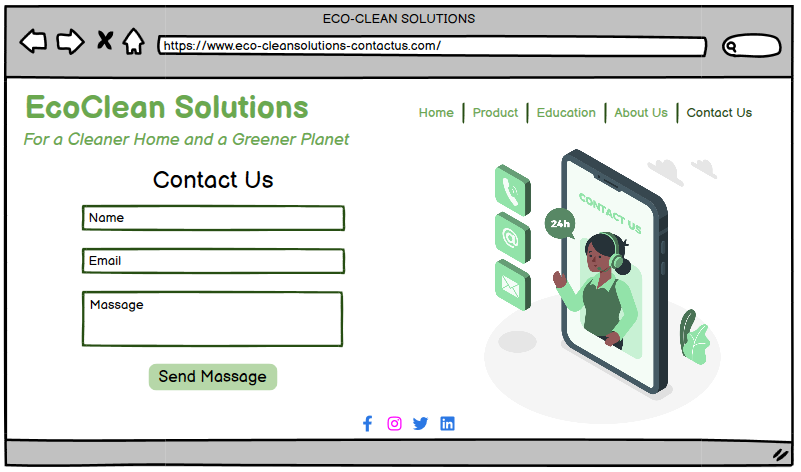 ECO-CLEAN SOLUTIONS
https://www.eco-cleansolutions-contactus.com/
EcoClean Solutions
For a Cleaner Home and a Greener Planet
Home | Product | Education | About Us | Contact Us
Contact Us
Name
Email
Massage
Send Massage
CONTACT US
24h
@